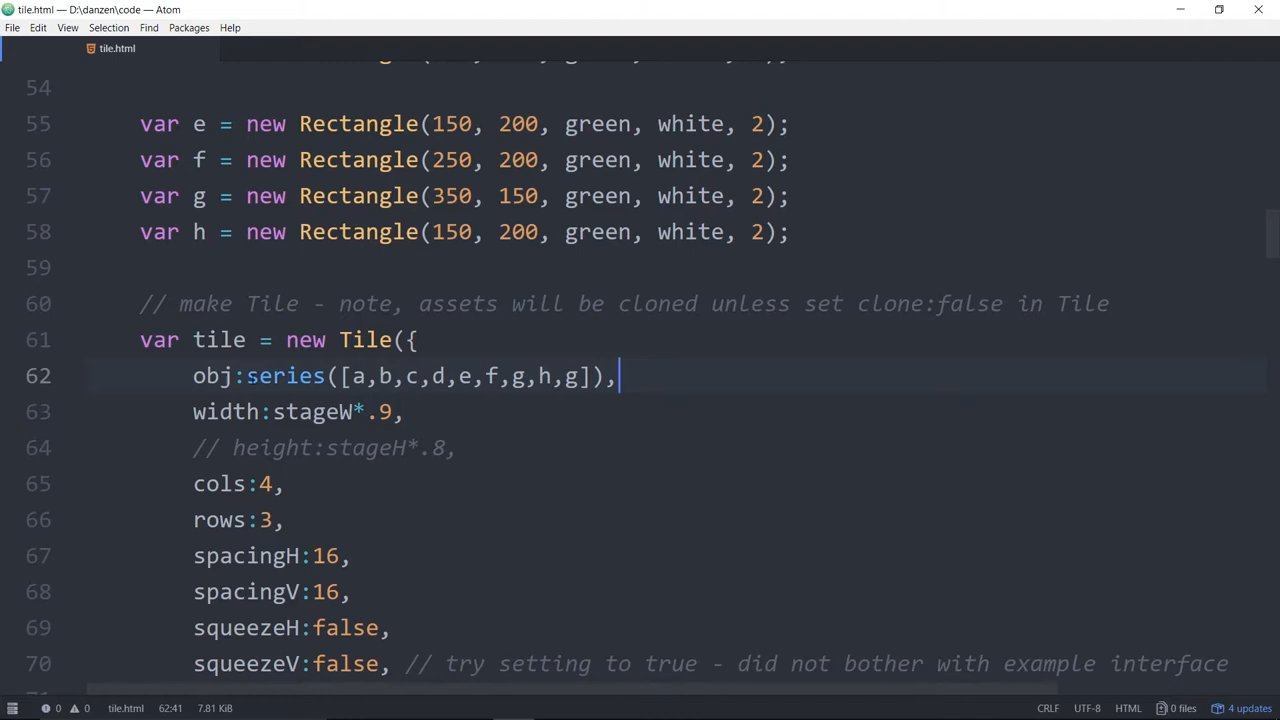 tile.html — D:\danzen\code — Atom
File Edit View Selection Find Packages Help
tile.html
54
55 var e = new Rectangle(150, 200, green, white, 2);
56 var f = new Rectangle(250, 200, green, white, 2);
57 var g = new Rectangle(350, 150, green, white, 2);
58 var h = new Rectangle(150, 200, green, white, 2);
59
60 // make Tile - note, assets will be cloned unless set clone:false in Tile
61 var tile = new Tile({
62 obj:series([a,b,c,d,e,f,g,h,g]),
63 width:stageW*.9,
64 // height:stageH*.8,
65 cols:4,
66 rows:3,
67 spacingH:16,
68 spacingV:16,
69 squeezeH:false,
70 squeezeV:false, // try setting to true - did not bother with example interface
0 0 tile.html 62:41 7.81 KiB CRLF UTF-8 HTML 0 files 4 updates